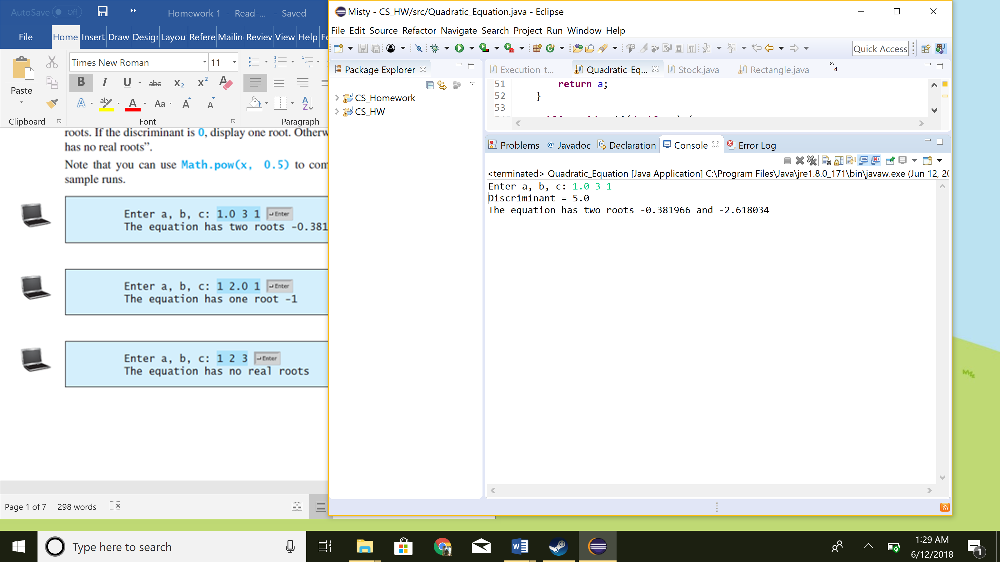 AutoSave Off Homework 1 - Read-... - Saved
File Home Insert Draw Design Layou Refere Mailin Review View Help Fo
Times New Roman 11
B I U abc X2 X2 A
Paste
A ab A Aa A A
Clipboard Font Paragraph
roots. If the discriminant is 0, display one root. Otherw
has no real roots”.
Note that you can use Math.pow(x, 0.5) to com
sample runs.
Enter a, b, c: 1.0 3 1 Enter
The equation has two roots -0.381
Enter a, b, c: 1 2.0 1 Enter
The equation has one root -1
Enter a, b, c: 1 2 3 Enter
The equation has no real roots
Page 1 of 7 298 words
Misty - CS_HW/src/Quadratic_Equation.java - Eclipse
File Edit Source Refactor Navigate Search Project Run Window Help
Quick Access
Package Explorer
CS_Homework
CS_HW
Execution_t... Quadratic_Eq... Stock.java Rectangle.java »4
51 return a;
52 }
53
Problems @ Javadoc Declaration Console Error Log
<terminated> Quadratic_Equation [Java Application] C:\Program Files\Java\jre1.8.0_171\bin\javaw.exe (Jun 12, 20
Enter a, b, c: 1.0 3 1
Discriminant = 5.0
The equation has two roots -0.381966 and -2.618034
Type here to search
1:29 AM
6/12/2018
1